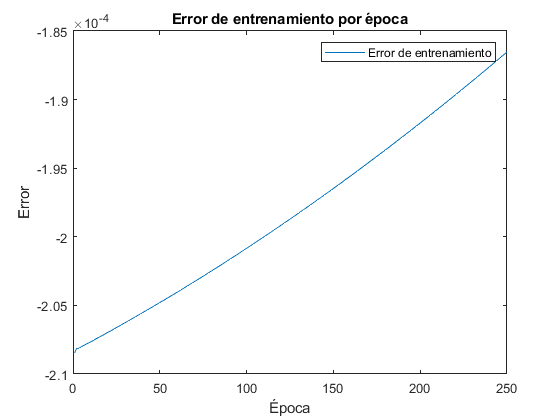 Error de entrenamiento por época
×10⁻⁴
-1.85
Error de entrenamiento
-1.9
-1.95
Error
-2
-2.05
-2.1
0 50 100 150 200 250
Época